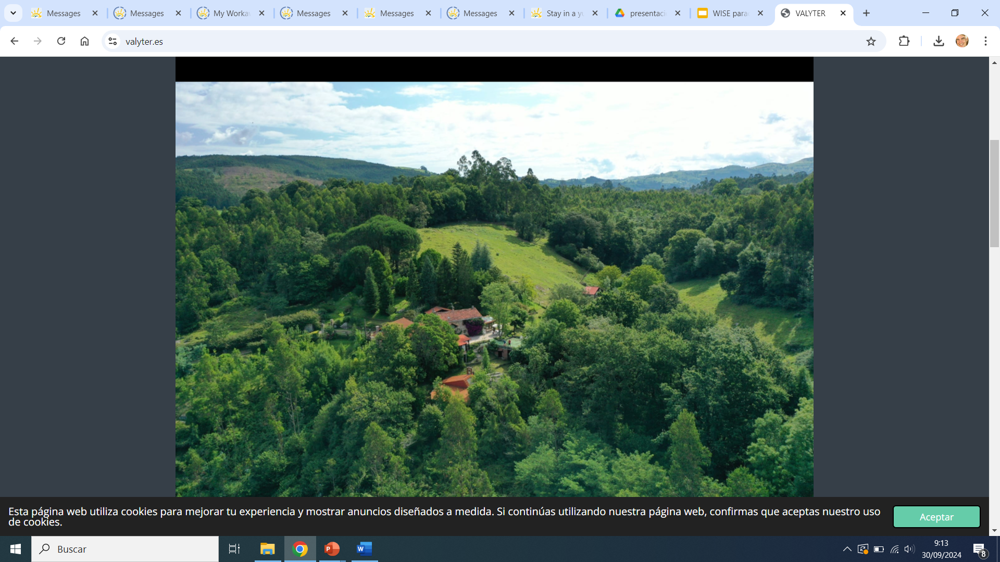 Messages
Messages
My Workaw
Messages
Messages
Messages
Stay in a yu
presentaci
WISE para
VALYTER
valyter.es
Esta página web utiliza cookies para mejorar tu experiencia y mostrar anuncios diseñados a medida. Si continúas utilizando nuestra página web, confirmas que aceptas nuestro uso
de cookies.
Aceptar
Buscar
P
W
9:13
30/09/2024
8